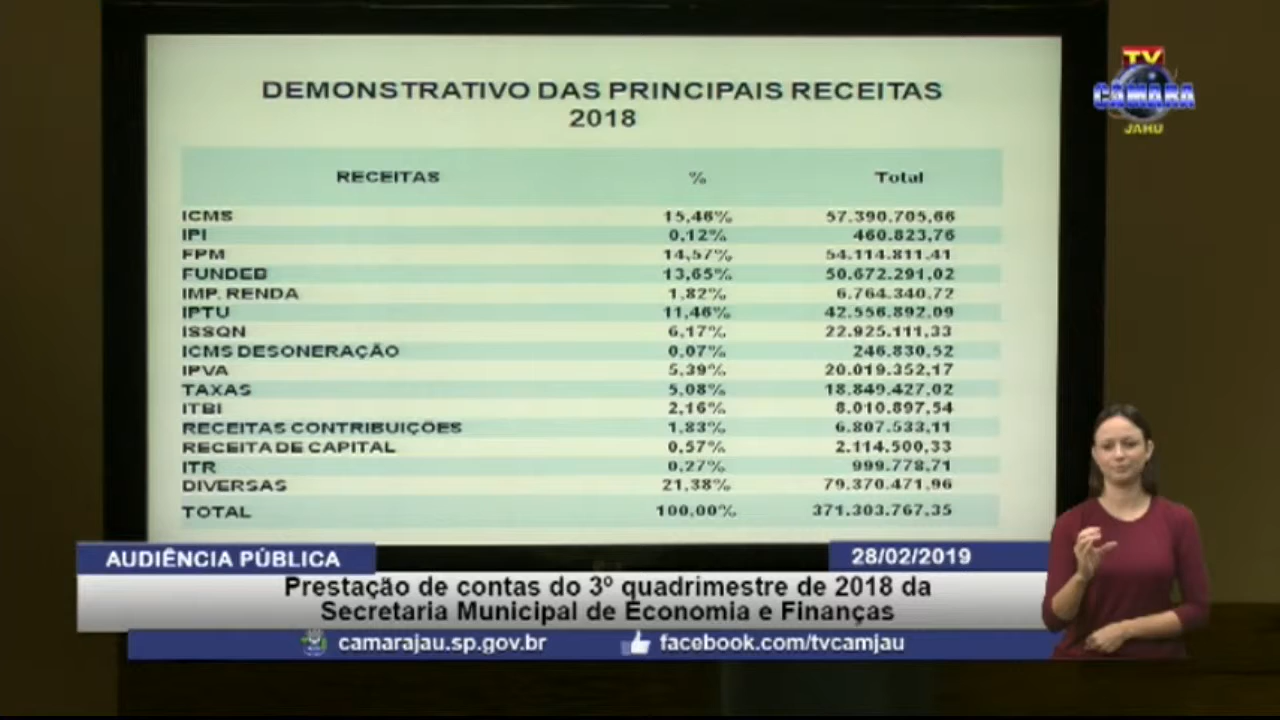 DEMONSTRATIVO DAS PRINCIPAIS RECEITAS
2018
RECEITAS % Total
ICMS 15,46% 57.390.705,66
IPI 0,12% 460.823,76
FPM 14,57% 54.114.811,41
FUNDEB 13,65% 50.672.291,02
IMP. RENDA 1,82% 6.764.340,72
IPTU 11,46% 42.556.892,09
ISSQN 6,17% 22.925.111,33
ICMS DESONERAÇÃO 0,07% 246.830,52
IPVA 5,39% 20.019.352,17
TAXAS 5,08% 18.849.427,02
ITBI 2,16% 8.010.897,54
RECEITAS CONTRIBUIÇÕES 1,83% 6.807.533,11
RECEITA DE CAPITAL 0,57% 2.114.500,33
ITR 0,27% 999.778,71
DIVERSAS 21,38% 79.370.471,96
TOTAL 100,00% 371.303.767,35
TV
CÂMARA
JAHU
AUDIÊNCIA PÚBLICA 28/02/2019
Prestação de contas do 3º quadrimestre de 2018 da
Secretaria Municipal de Economia e Finanças
camarajau.sp.gov.br facebook.com/tvcamjau